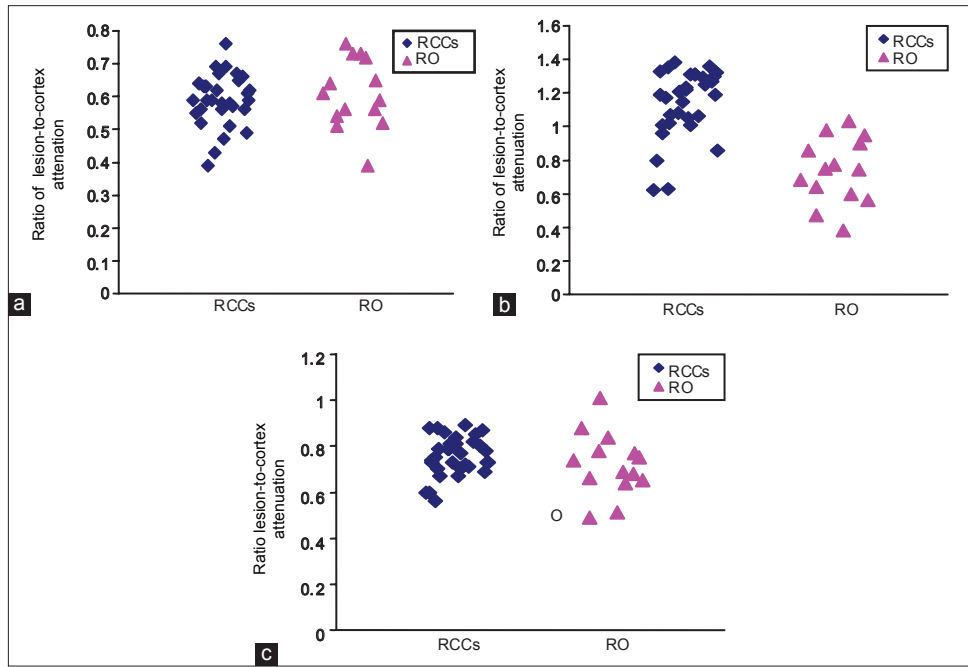 0.8
0.7
0.6
0.5
0.4
0.3
0.2
0.1
0
Ratio of lesion-to-cortex
attenation
RCCs
RO
RCCs
RO
a
1.6
1.4
1.2
1.0
0.8
0.6
0.4
0.2
0
Ratio of lesion-to-cortex
attenuation
RCCs
RO
RCCs
RO
b
1.2
1
0.8
0.6
0.4
0.2
0
Ratio lesion-to-cortex
attenuation
RCCs
RO
O
RCCs
RO
c